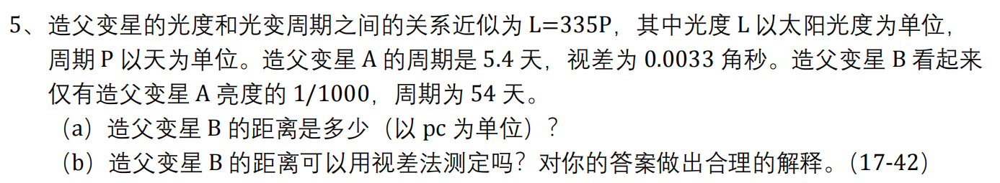 5、造父变星的光度和光变周期之间的关系近似为 L=335P，其中光度 L 以太阳光度为单位，
周期 P 以天为单位。造父变星 A 的周期是 5.4 天，视差为 0.0033 角秒。造父变星 B 看起来
仅有造父变星 A 亮度的 1/1000，周期为 54 天。
（a）造父变星 B 的距离是多少（以 pc 为单位）？
（b）造父变星 B 的距离可以用视差法测定吗？对你的答案做出合理的解释。（17-42）